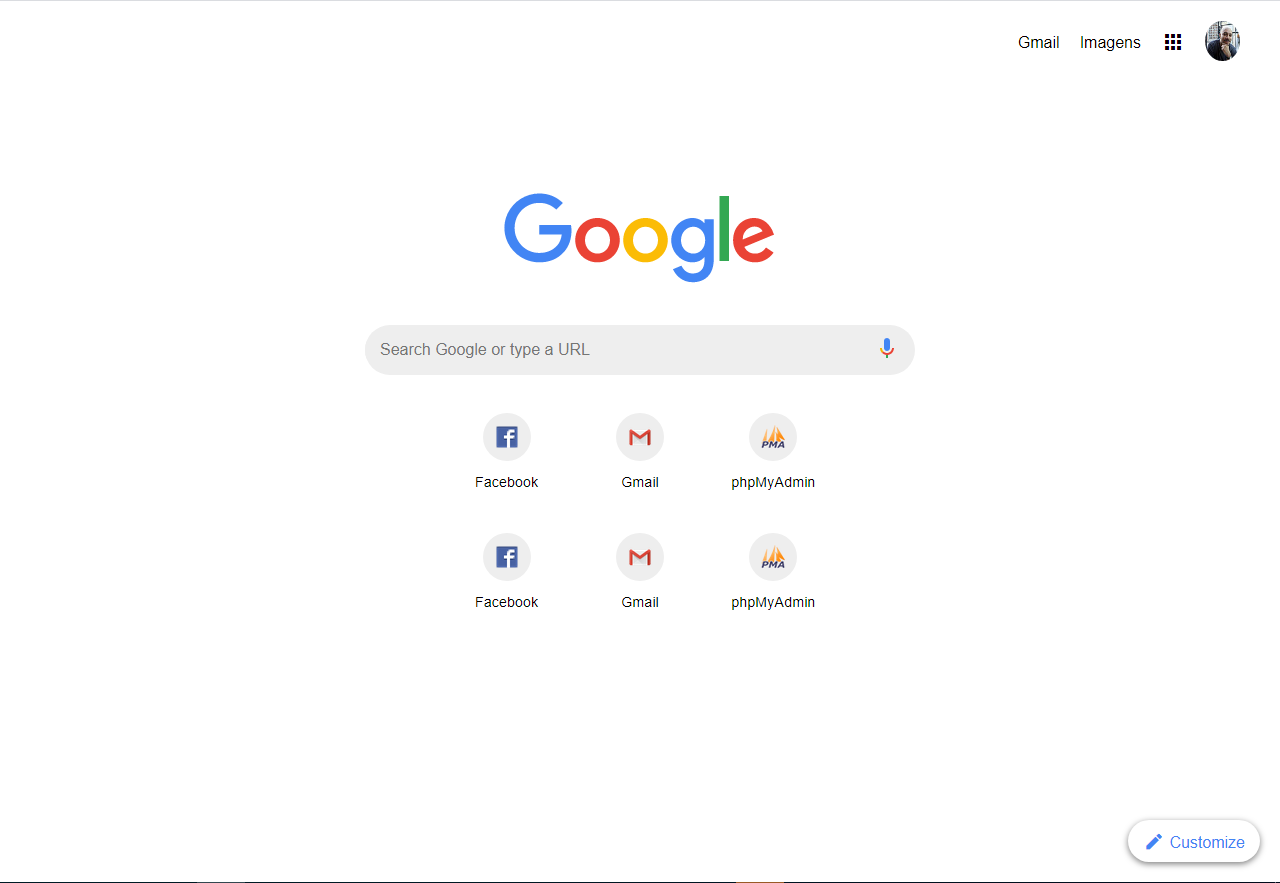 Gmail Imagens
Google
Search Google or type a URL
PMA
Facebook Gmail phpMyAdmin
PMA
Facebook Gmail phpMyAdmin
Customize